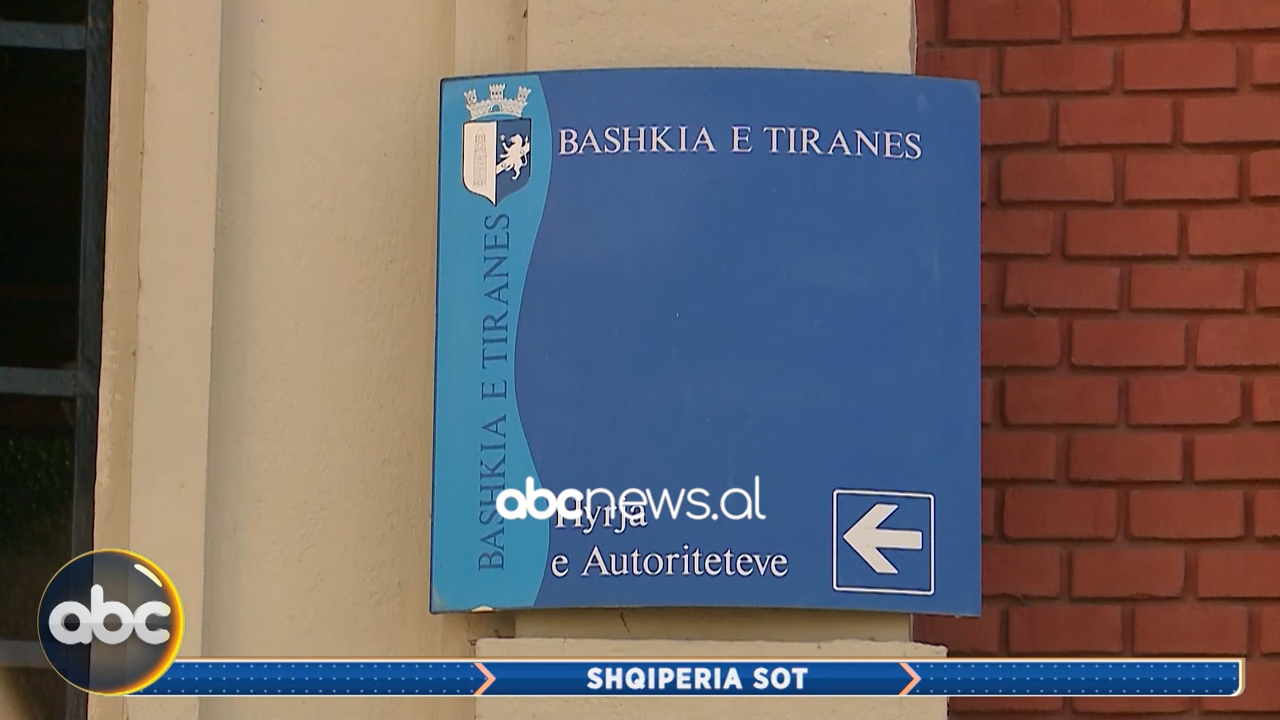 BASHKIA E TIRANES
BASHKIA E TIRANES
abcnews.al
Hyrja
e Autoriteteve
abc
SHQIPERIA SOT